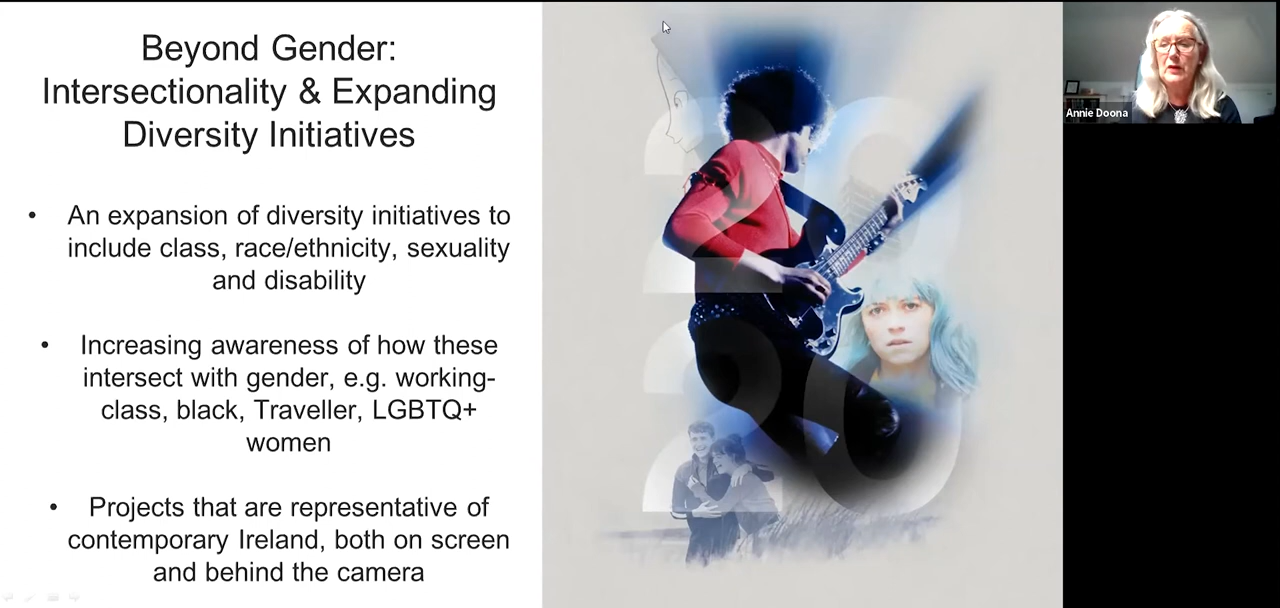 Beyond Gender:
Intersectionality & Expanding
Diversity Initiatives
• An expansion of diversity initiatives to
include class, race/ethnicity, sexuality
and disability
• Increasing awareness of how these
intersect with gender, e.g. working-
class, black, Traveller, LGBTQ+
women
• Projects that are representative of
contemporary Ireland, both on screen
and behind the camera
20
20
Annie Doona